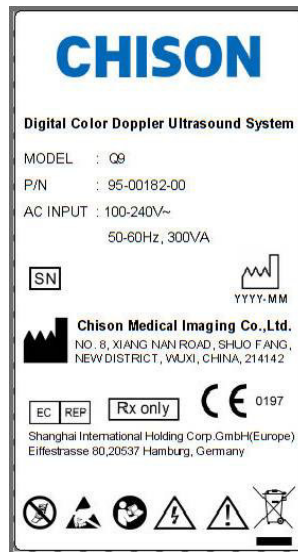 CHISON
Digital Color Doppler Ultrasound System
MODEL : Q9
P/N : 95-00182-00
AC INPUT : 100-240V~
50-60Hz, 300VA
SN
YYYY-MM
Chison Medical Imaging Co.,Ltd.
NO. 8, XIANG NAN ROAD, SHUO FANG,
NEW DISTRICT, WUXI, CHINA, 214142
EC REP Rx only CE 0197
Shanghai International Holding Corp.GmbH(Europe)
Eiffestrasse 80,20537 Hamburg, Germany